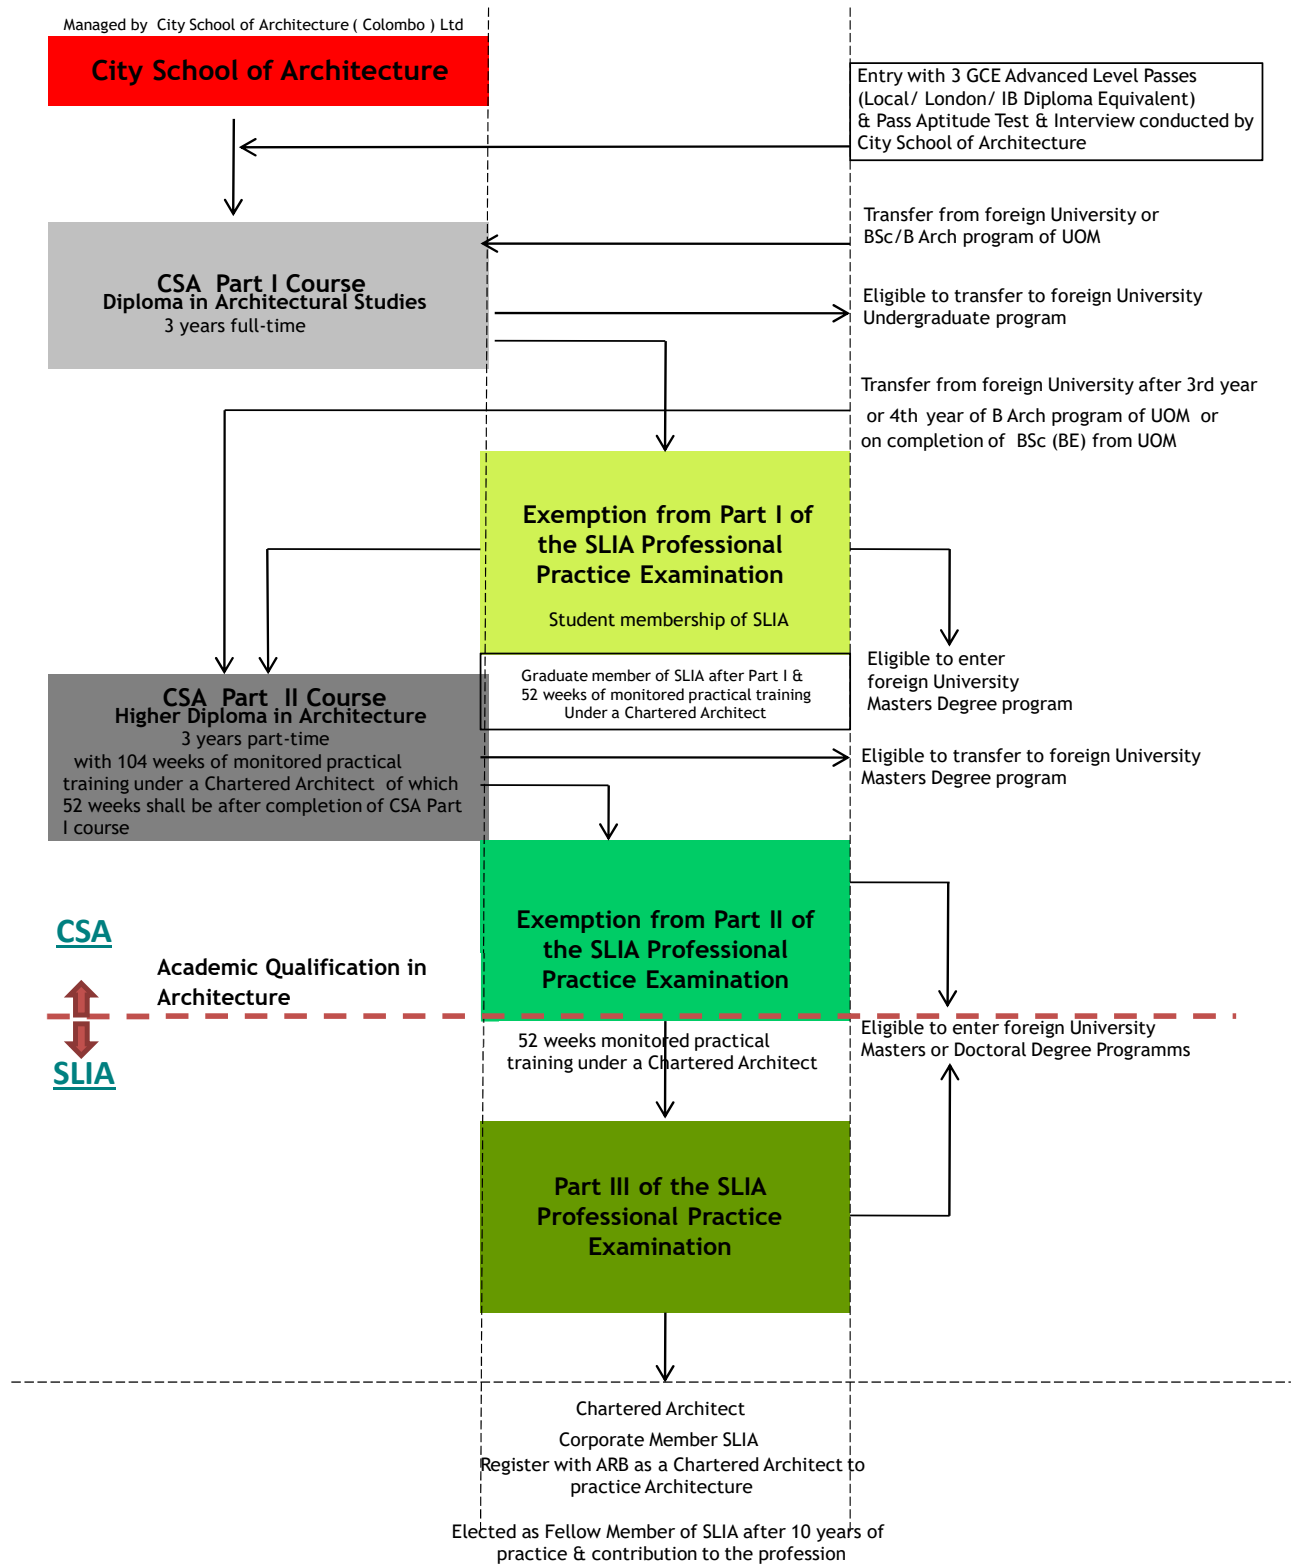 Managed by City School of Architecture ( Colombo ) Ltd
City School of Architecture
Entry with 3 GCE Advanced Level Passes
(Local/ London/ IB Diploma Equivalent)
& Pass Aptitude Test & Interview conducted by
City School of Architecture
Transfer from foreign University or
BSc/B Arch program of UOM
CSA Part I Course
Diploma in Architectural Studies
3 years full-time
Eligible to transfer to foreign University
Undergraduate program
Transfer from foreign University after 3rd year
or 4th year of B Arch program of UOM or
on completion of BSc (BE) from UOM
Exemption from Part I of
the SLIA Professional
Practice Examination
Student membership of SLIA
Graduate member of SLIA after Part I &
52 weeks of monitored practical training
Under a Chartered Architect
Eligible to enter
foreign University
Masters Degree program
CSA Part II Course
Higher Diploma in Architecture
3 years part-time
with 104 weeks of monitored practical
training under a Chartered Architect of which
52 weeks shall be after completion of CSA Part
I course
Eligible to transfer to foreign University
Masters Degree program
Exemption from Part II of
the SLIA Professional
Practice Examination
CSA
Academic Qualification in
Architecture
SLIA
52 weeks monitored practical
training under a Chartered Architect
Eligible to enter foreign University
Masters or Doctoral Degree Programms
Part III of the SLIA
Professional Practice
Examination
Chartered Architect
Corporate Member SLIA
Register with ARB as a Chartered Architect to
practice Architecture
Elected as Fellow Member of SLIA after 10 years of
practice & contribution to the profession